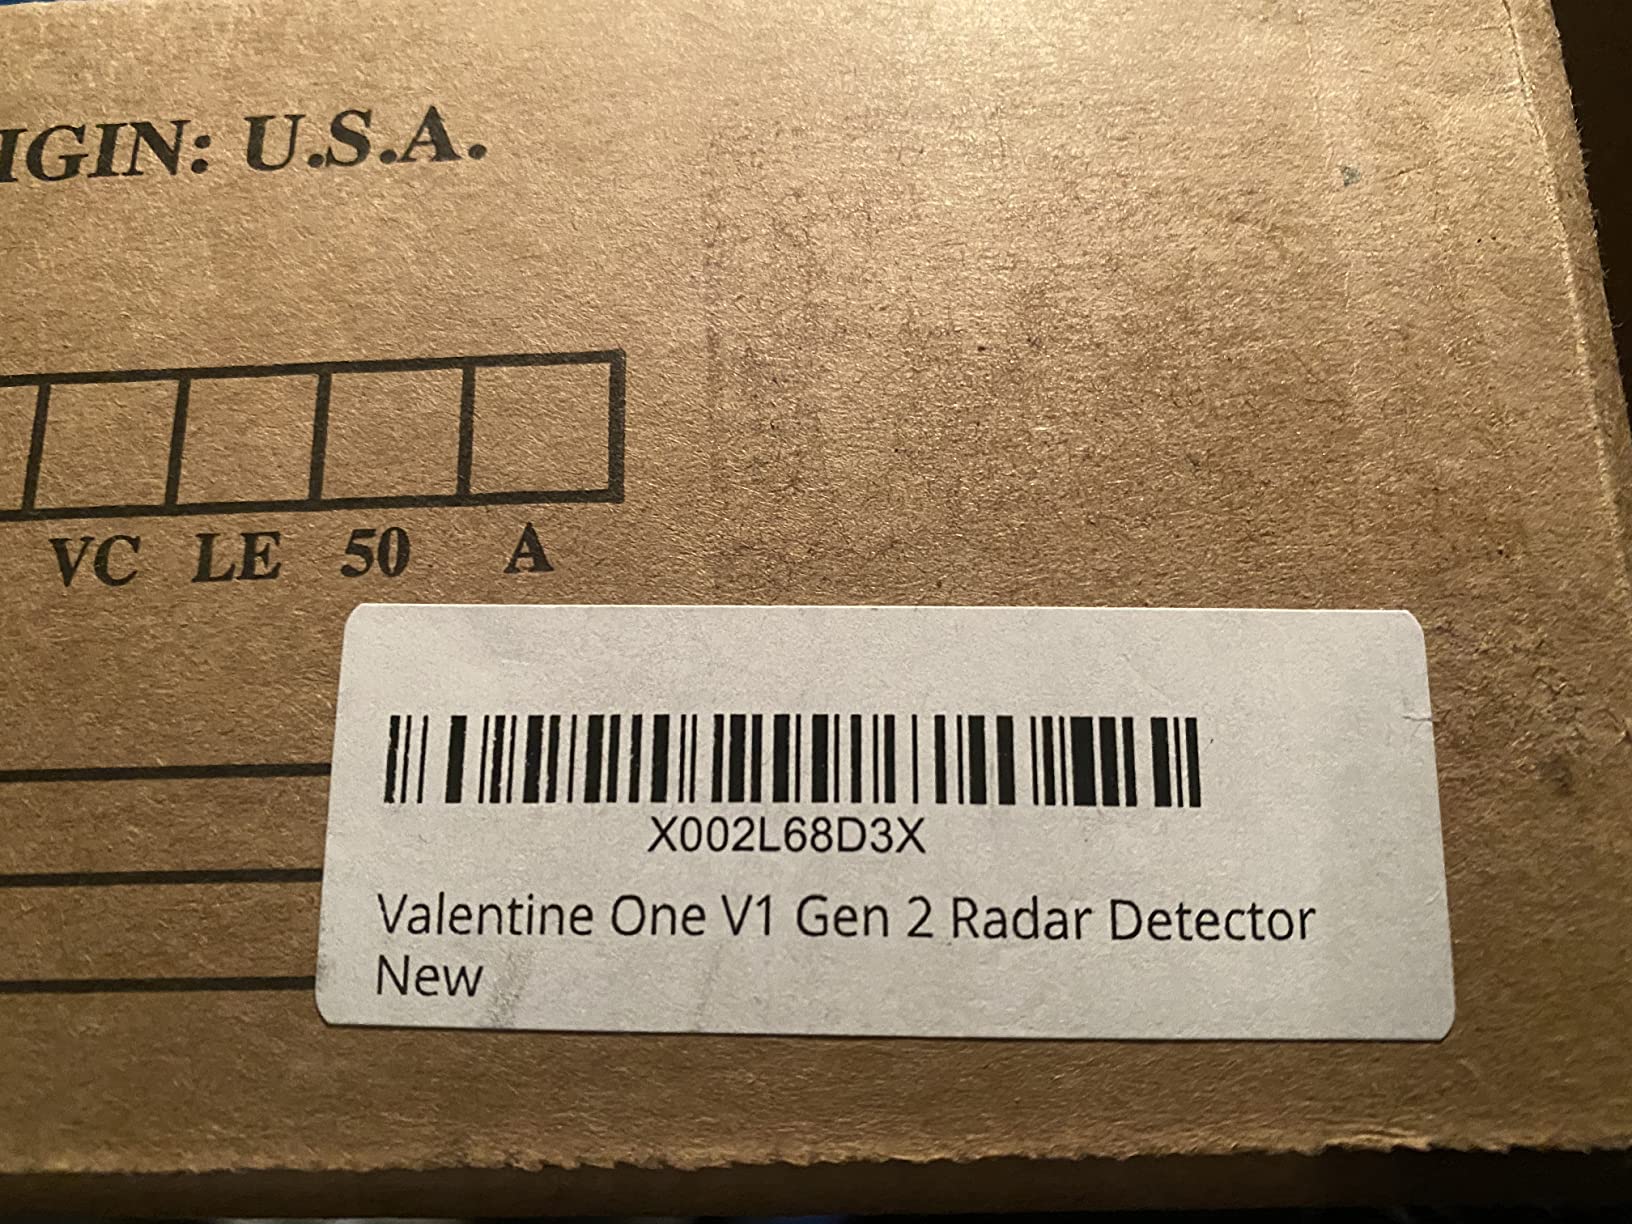 IGIN: U.S.A.
VC LE 50 A
X002L68D3X
Valentine One V1 Gen 2 Radar Detector
New